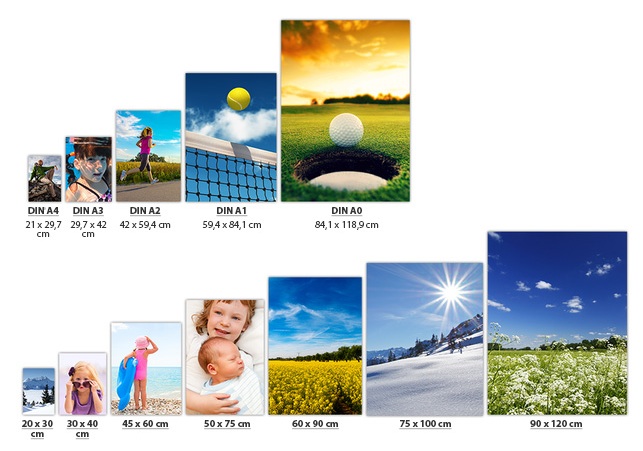 DIN A4
21 x 29,7
cm
DIN A3
29,7 x 42
cm
DIN A2
42 x 59,4 cm
DIN A1
59,4 x 84,1 cm
DIN A0
84,1 x 118,9 cm
20 x 30
cm
30 x 40
cm
45 x 60 cm
50 x 75 cm
60 x 90 cm
75 x 100 cm
90 x 120 cm